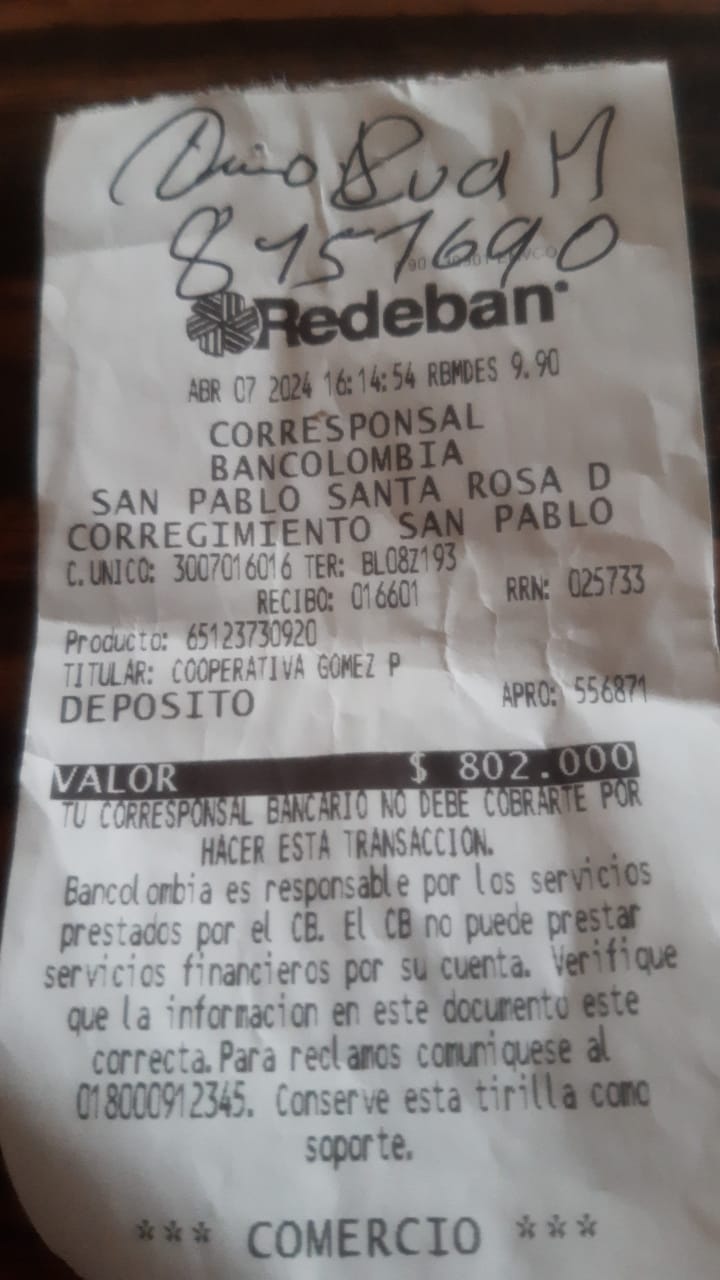 8151690
Redeban
ABR 07 2024 16:14:54 RBMDES 9.90
CORRESPONSAL
BANCOLOMBIA
SAN PABLO SANTA ROSA D
CORREGIMIENTO SAN PABLO
C. UNICO: 3007016016 TER: BL08Z193
RECIBO: 016601 RRN: 025733
Producto: 65123730920
TITULAR: COOPERATIVA GOMEZ P
DEPOSITO APRO: 556871
VALOR $ 802.000
TU CORRESPONSAL BANCARIO NO DEBE COBRARTE POR
HACER ESTA TRANSACCION.
Bancolombia es responsable por los servicios
prestados por el CB. El CB no puede prestar
servicios financieros por su cuenta. Verifique
que la informacion en este documento este
correcta. Para reclamos comuniquese al
018000912345. Conserve esta tirilla como
soporte.
*** COMERCIO ***